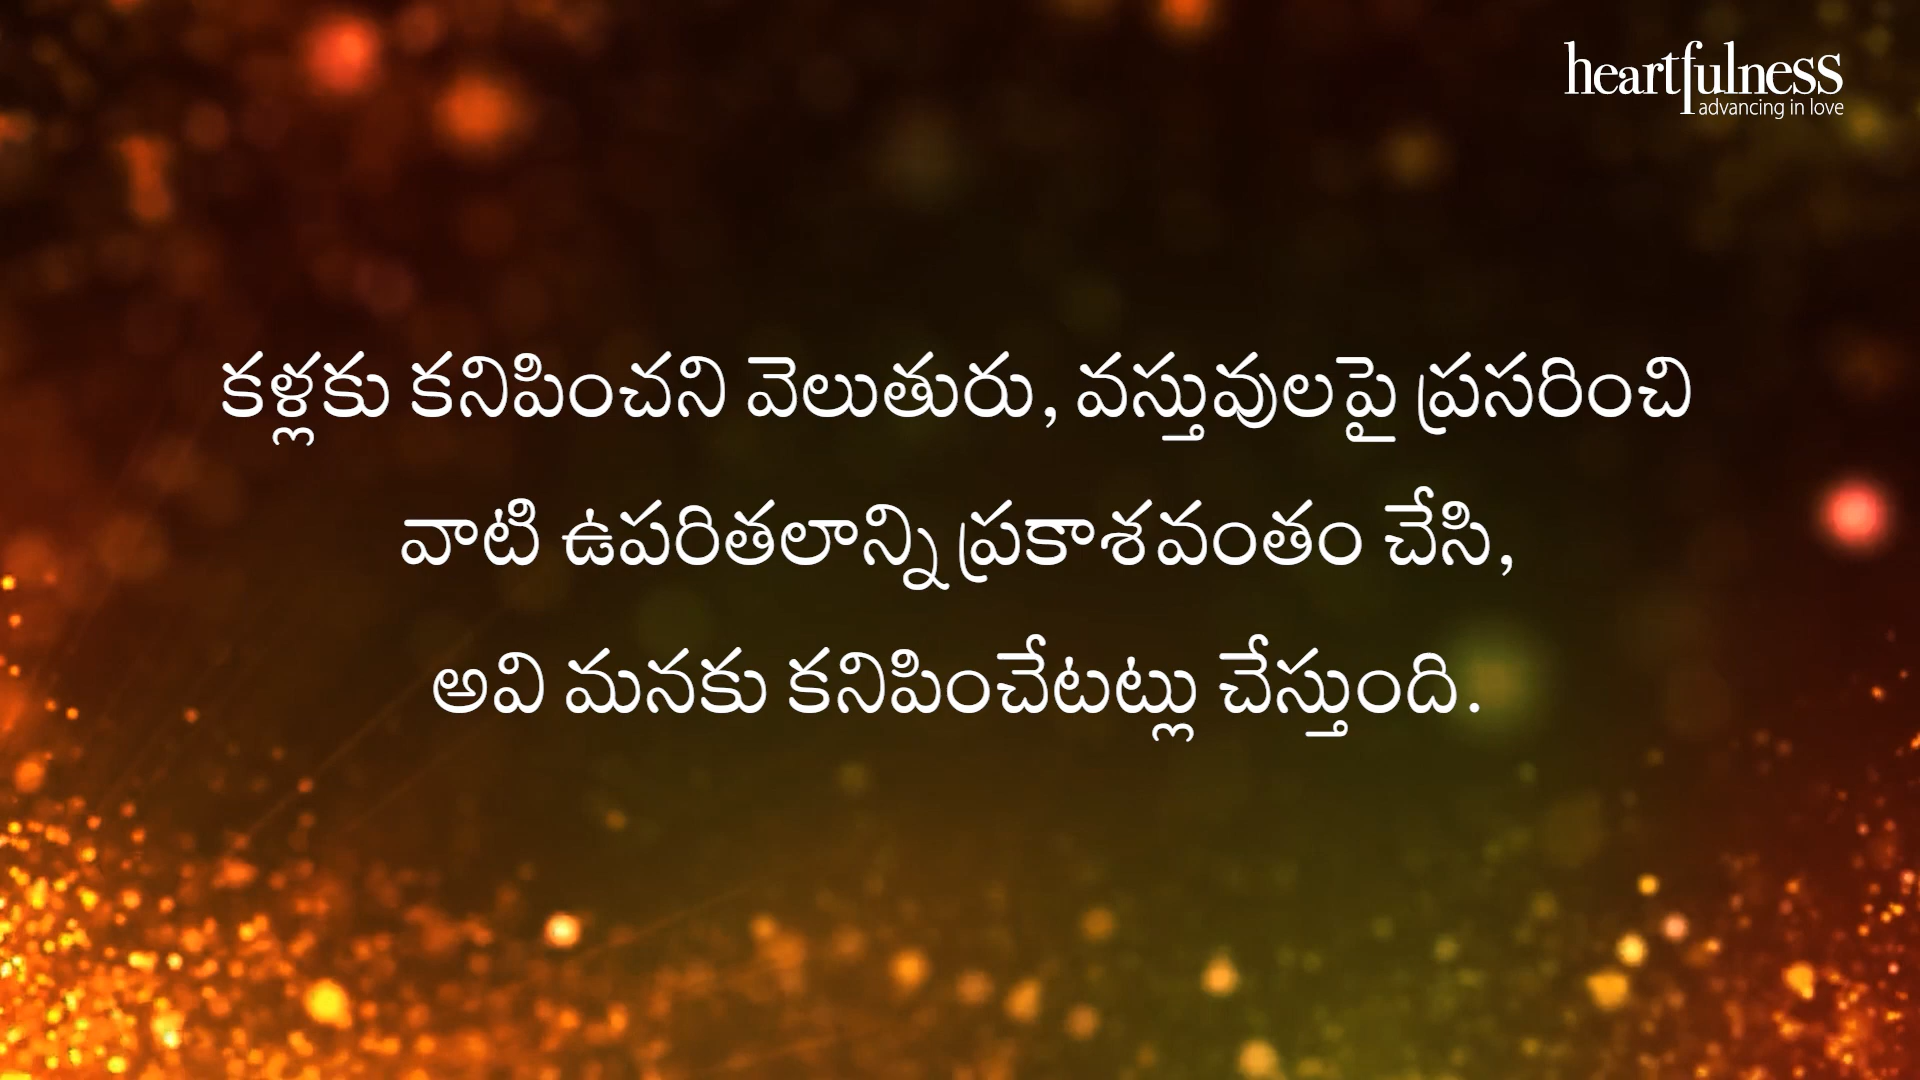 heartfulness
advancing in love
కళ్లకు కనిపించని వెలుతురు, వస్తువులపై ప్రసరించి
వాటి ఉపరితలాన్ని ప్రకాశవంతం చేసి,
అవి మనకు కనిపించేటట్లు చేస్తుంది.